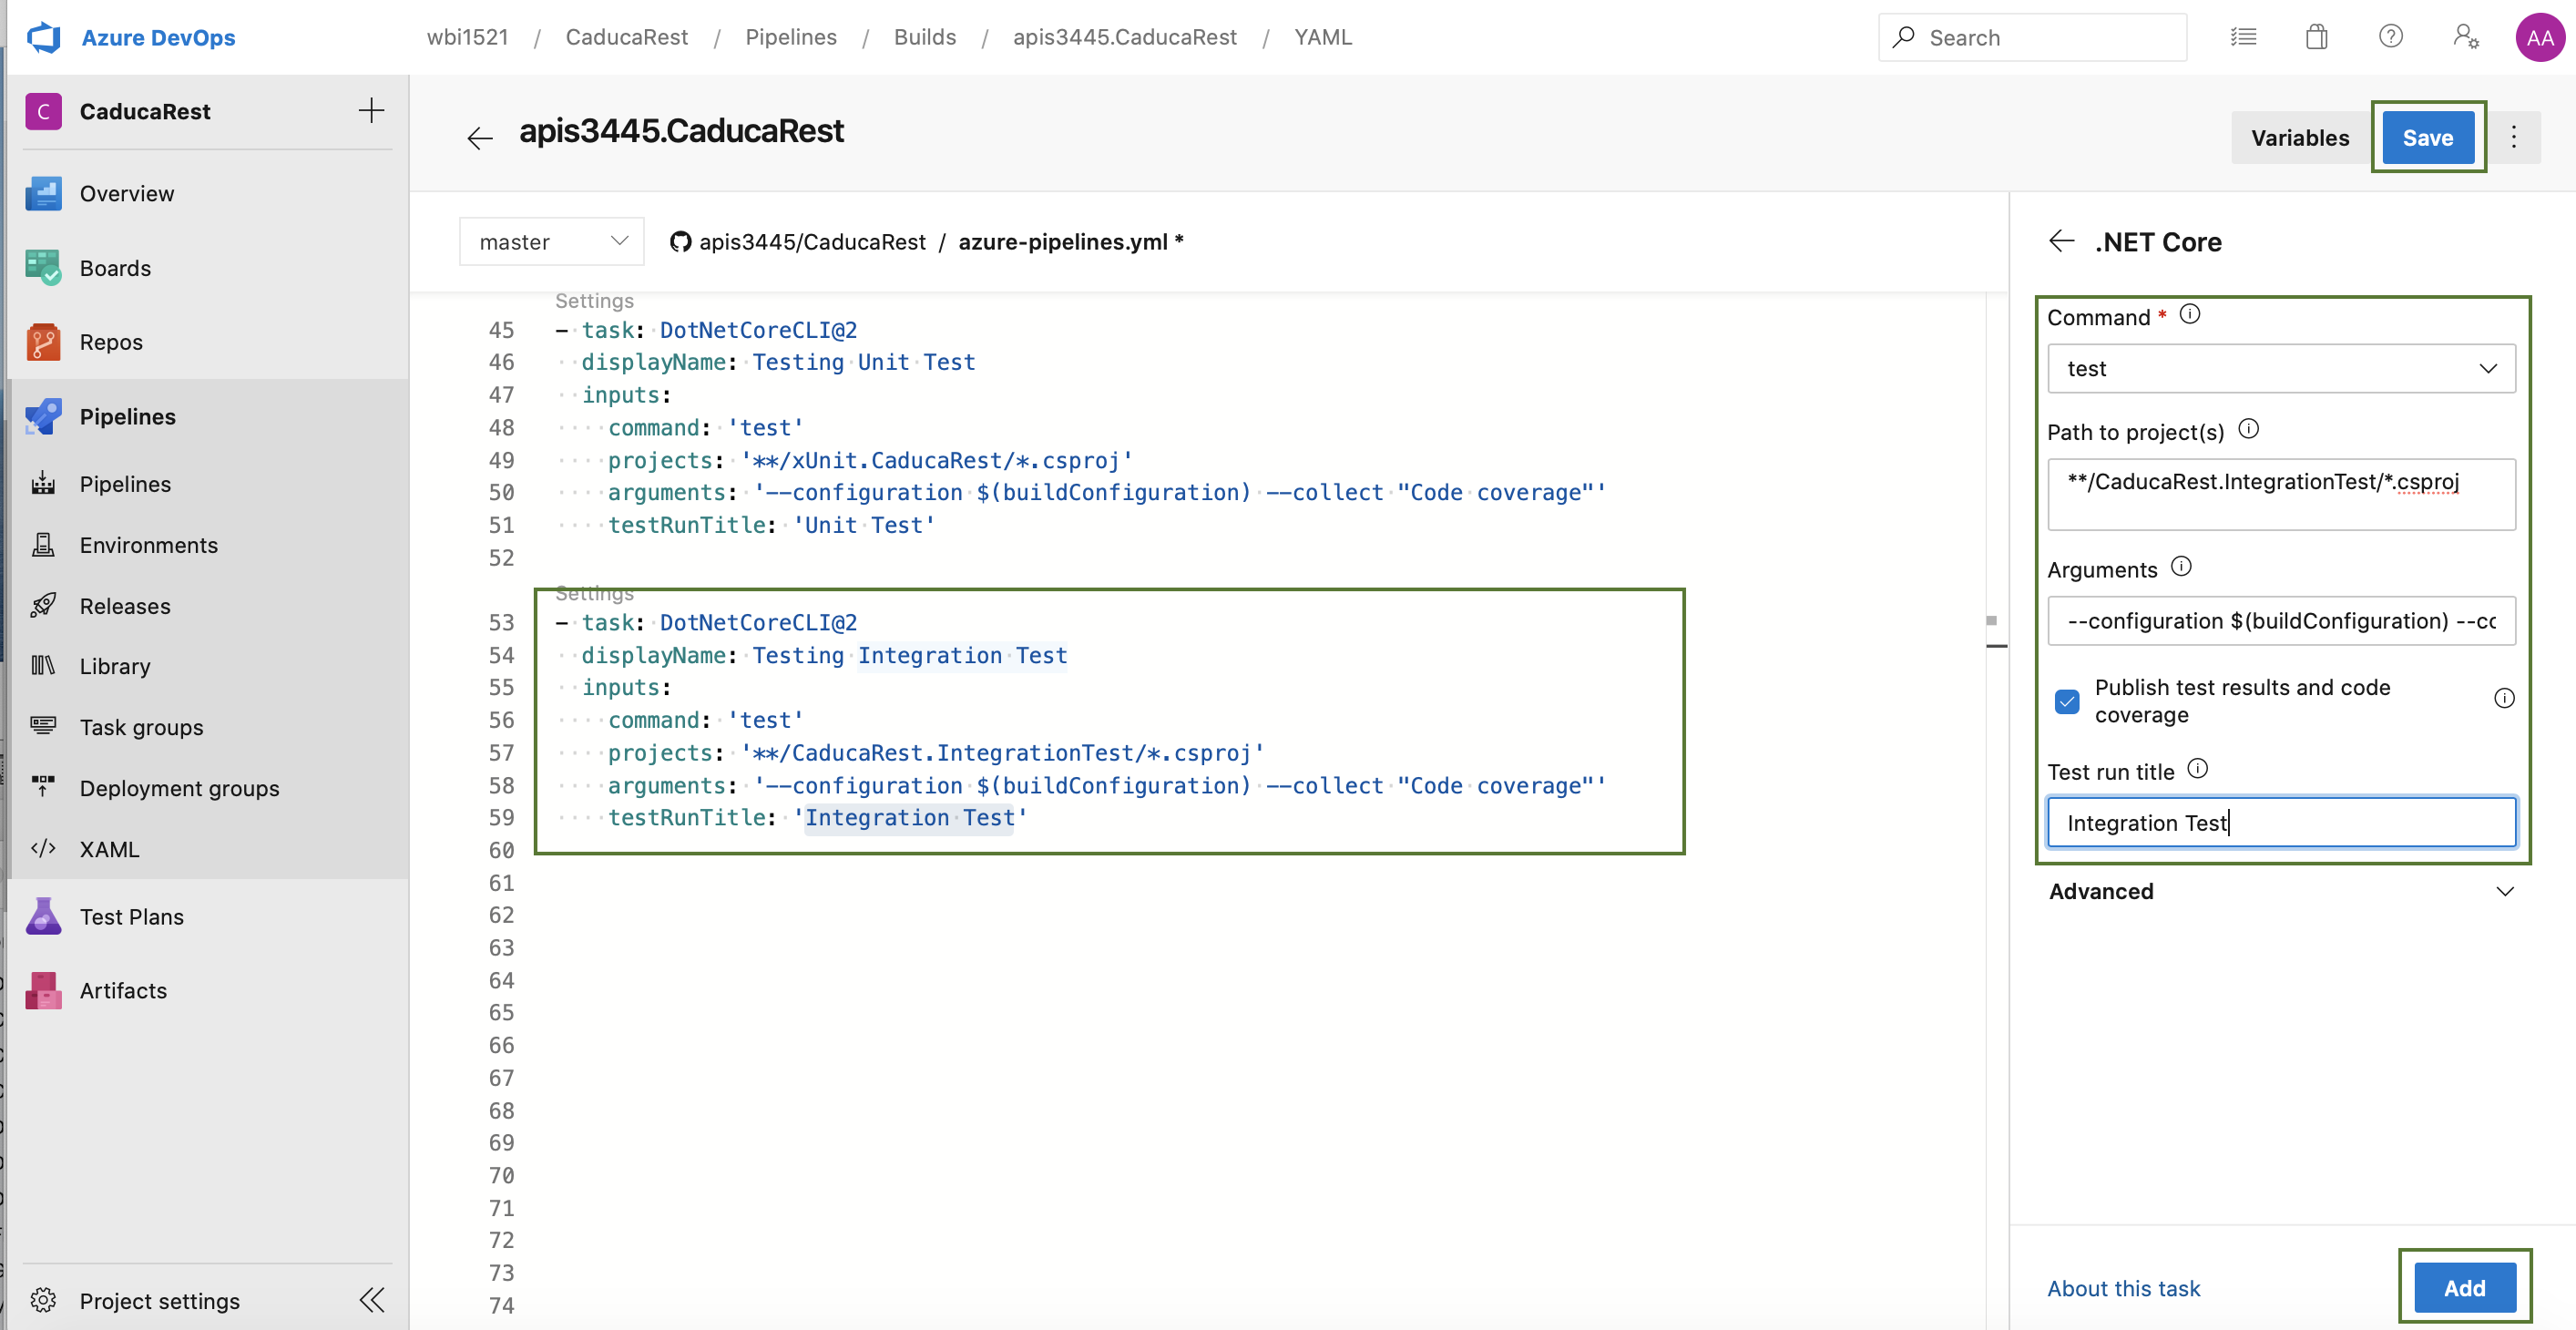 Azure DevOps
wbi1521 / CaducaRest / Pipelines / Builds / apis3445.CaducaRest / YAML
Search
AA
C CaducaRest
Overview
Boards
Repos
Pipelines
Pipelines
Environments
Releases
Library
Task groups
Deployment groups
XAML
Test Plans
Artifacts
Project settings
apis3445.CaducaRest
Variables
Save
master
apis3445/CaducaRest / azure-pipelines.yml *
Settings
45 - task: DotNetCoreCLI@2
46 displayName: Testing Unit Test
47 inputs:
48 command: 'test'
49 projects: '**/xUnit.CaducaRest/*.csproj'
50 arguments: '--configuration $(buildConfiguration) --collect "Code coverage"'
51 testRunTitle: 'Unit Test'
52
Settings
53 - task: DotNetCoreCLI@2
54 displayName: Testing Integration Test
55 inputs:
56 command: 'test'
57 projects: '**/CaducaRest.IntegrationTest/*.csproj'
58 arguments: '--configuration $(buildConfiguration) --collect "Code coverage"'
59 testRunTitle: 'Integration Test'
60
61
62
63
64
65
66
67
68
69
70
71
72
73
74
.NET Core
Command *
test
Path to project(s)
**/CaducaRest.IntegrationTest/*.csproj
Arguments
--configuration $(buildConfiguration) --cc
Publish test results and code
coverage
Test run title
Integration Test
Advanced
About this task
Add